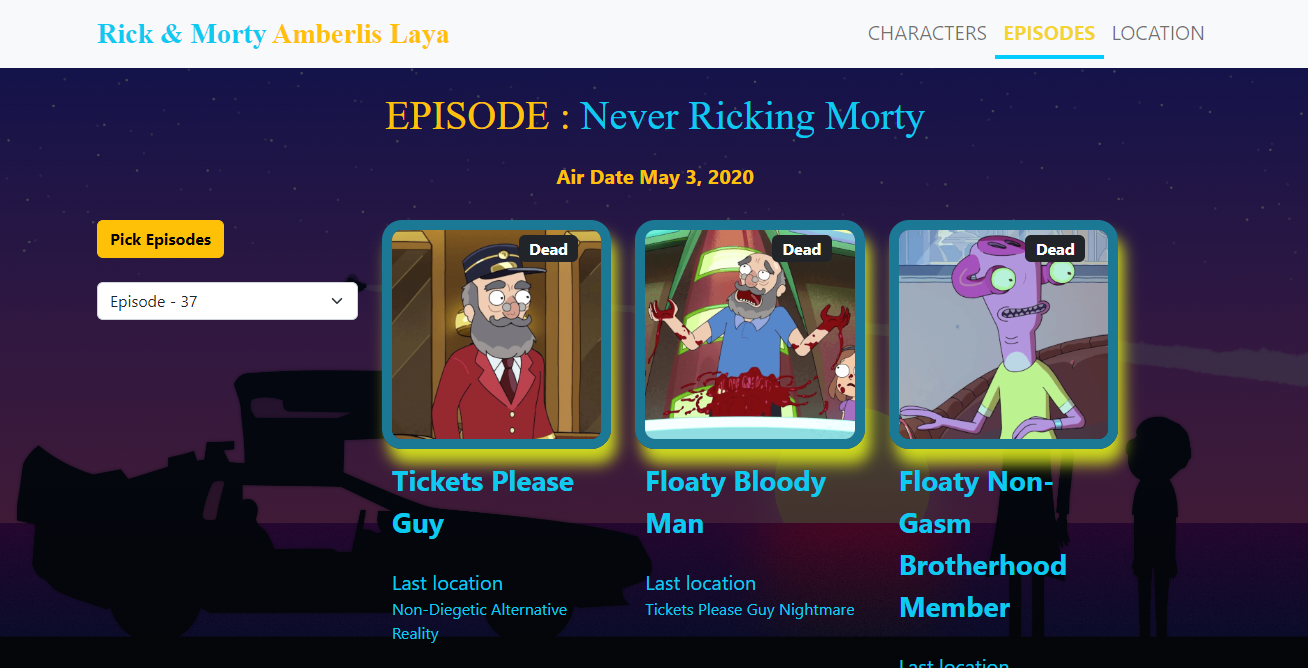 Rick & Morty Amberlis Laya
CHARACTERS EPISODES LOCATION
EPISODE : Never Ricking Morty
Air Date May 3, 2020
Pick Episodes
Episode - 37
Dead
Tickets Please
Guy
Last location
Non-Diegetic Alternative
Reality
Dead
Floaty Bloody
Man
Last location
Tickets Please Guy Nightmare
Dead
Floaty Non-
Gasm
Brotherhood
Member
Last location